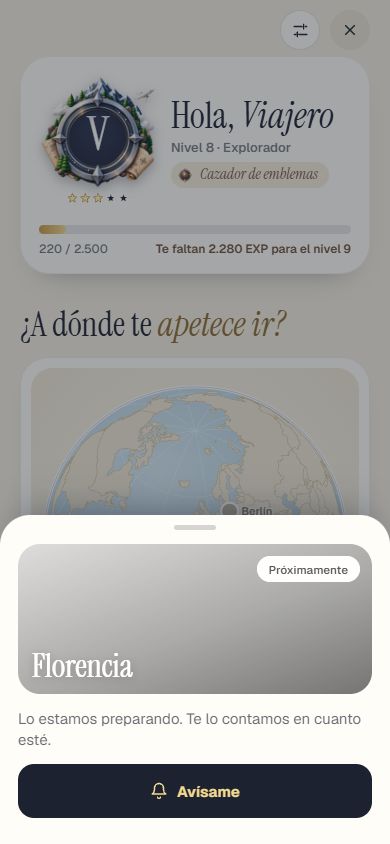 V
Hola, Viajero
Nivel 8 · Explorador
Cazador de emblemas
220 / 2.500
Te faltan 2.280 EXP para el nivel 9
¿A dónde te apetece ir?
Berlín
Próximamente
Florencia
Lo estamos preparando. Te lo contamos en cuanto
esté.
Avísame